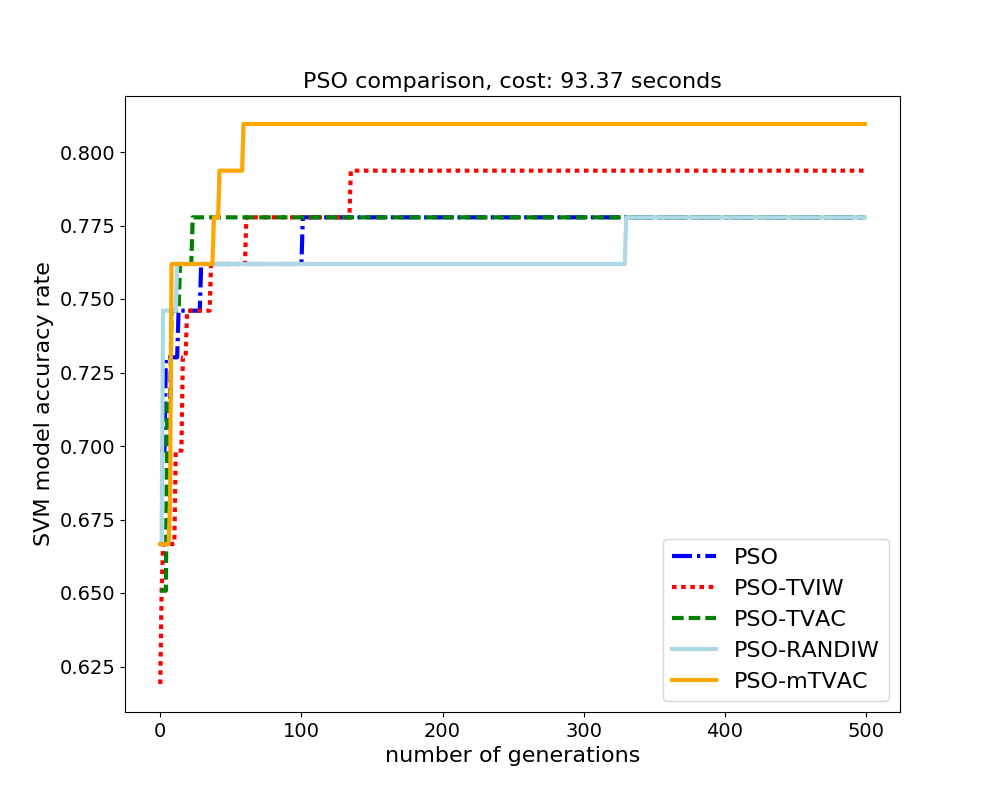 PSO comparison, cost: 93.37 seconds
SVM model accuracy rate
0.800
0.775
0.750
0.725
0.700
0.675
0.650
0.625
PSO
PSO-TVIW
PSO-TVAC
PSO-RANDIW
PSO-mTVAC
0 100 200 300 400 500
number of generations